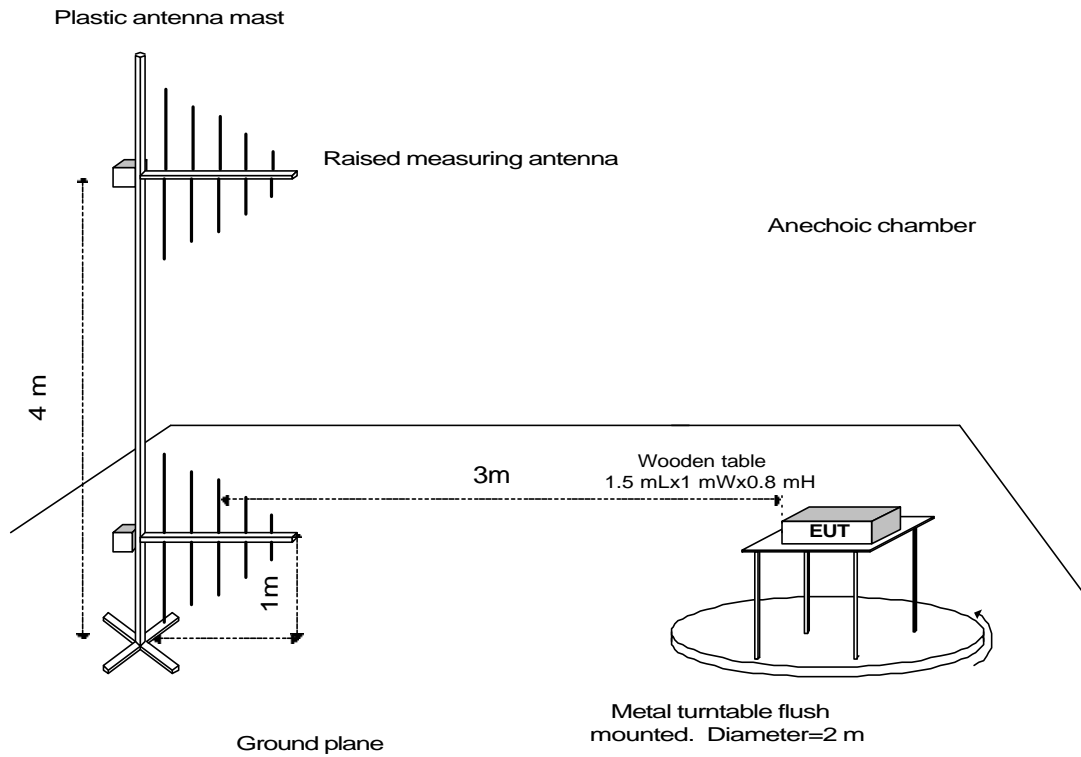 Plastic antenna mast
Raised measuring antenna
Anechoic chamber
4 m
3m
Wooden table
1.5 mLx1 mWx0.8 mH
EUT
1m
Metal turntable flush
mounted. Diameter=2 m
Ground plane